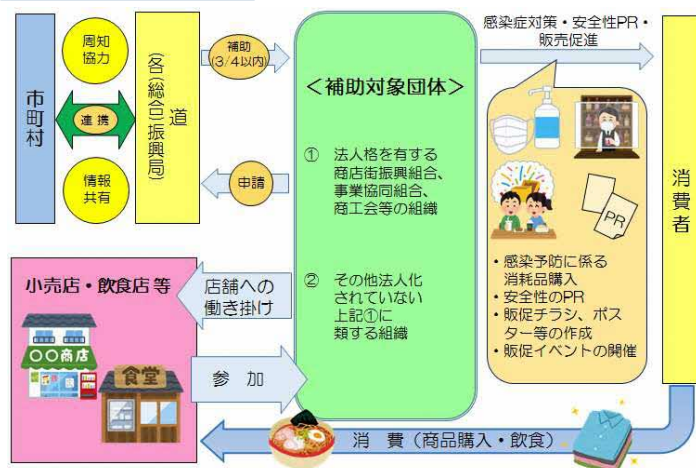 市町村
周知
協力
連携
情報
共有
道
(各(総合)振興局)
補助
(3/4以内)
申請
＜補助対象団体＞
① 法人格を有する
商店街振興組合、
事業協同組合、
商工会等の組織
② その他法人化
されていない
上記①に
類する組織
感染症対策・安全性PR・
販売促進
PR
・感染予防に係る
消耗品購入
・安全性のPR
・販促チラシ、ポス
ター等の作成
・販促イベントの開催
消費者
小売店・飲食店 等
〇〇商店
食堂
店舗への
働き掛け
参 加
消 費（商品購入・飲食）